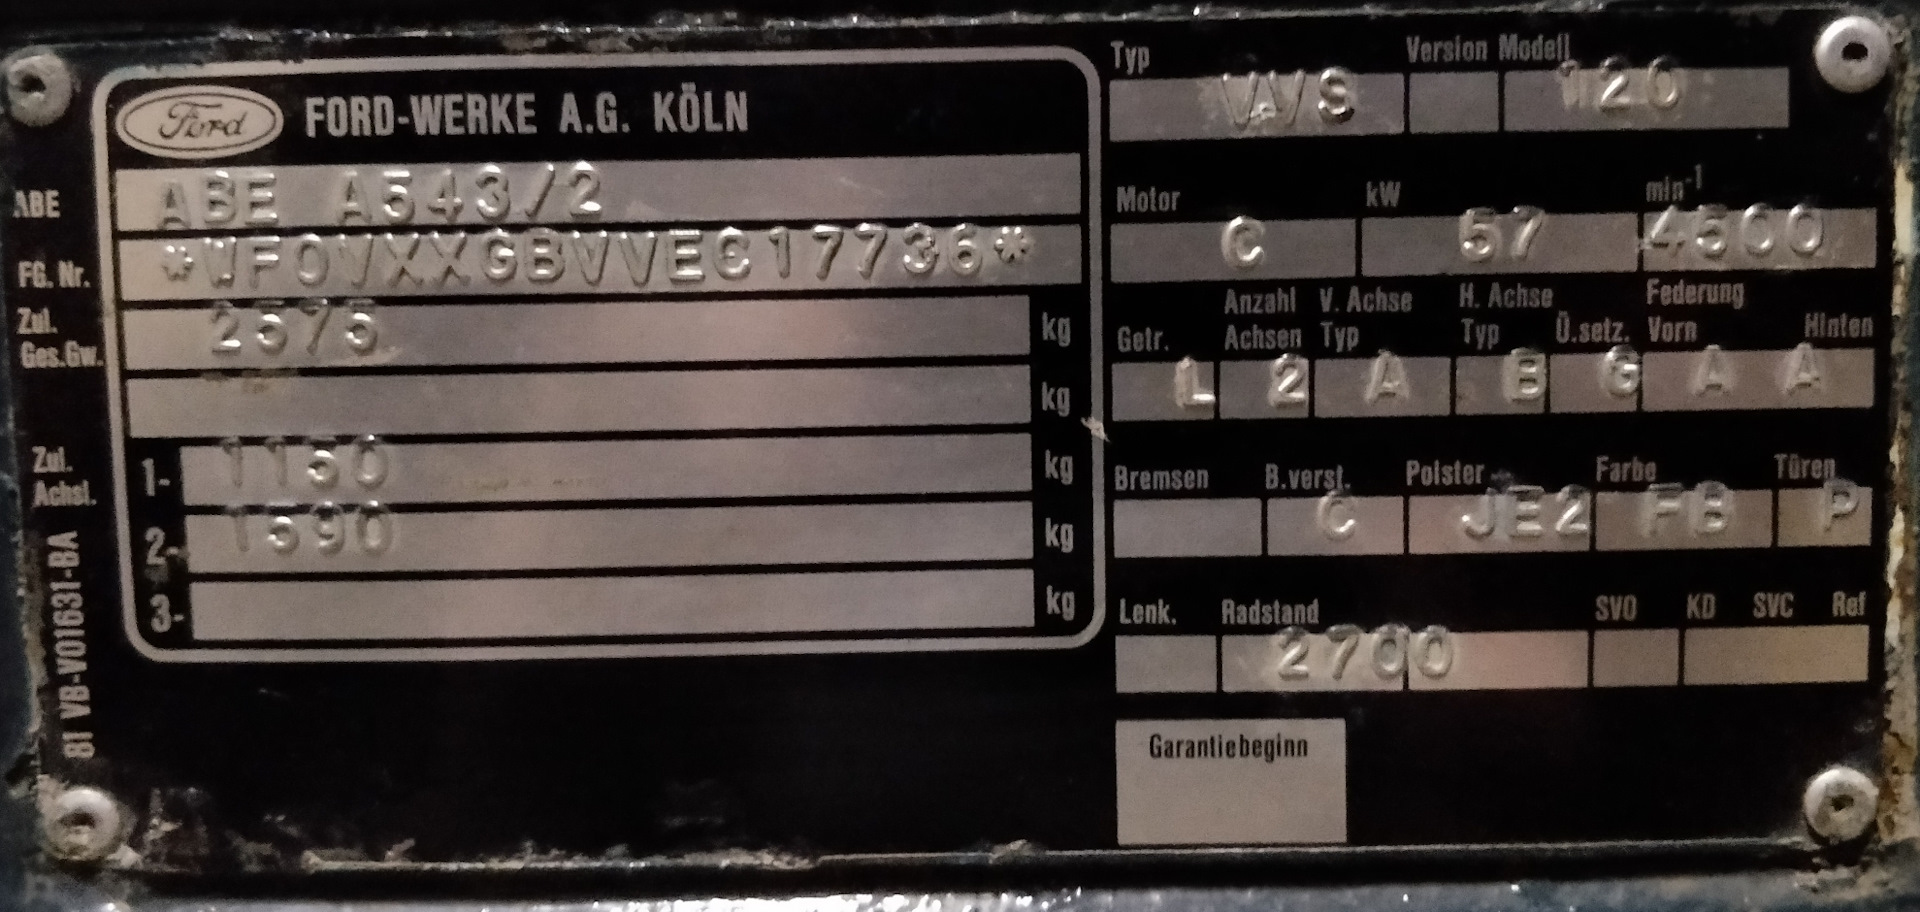 Ford FORD-WERKE A.G. KÖLN
ABE ABE A543/2
FG. Nr. *WF0VXXGBVVEC17736*
Zul. Ges.Gw. 2575 kg
kg
Zul. Achsl. 1- 1150 kg
2- 1590 kg
3- kg
81 VB-V01631-BA
Typ Version Modell
VVS 120
Motor kW min-1
C 57 4500
Getr. Anzahl Achsen V. Achse Typ H. Achse Typ Ü.setz. Federung Vorn Hinten
L 2 A B G A A
Bremsen B.verst. Polster Farbe Türen
C JE2 FB P
Lenk. Radstand SVO KD SVC Ref
2700
Garantiebeginn